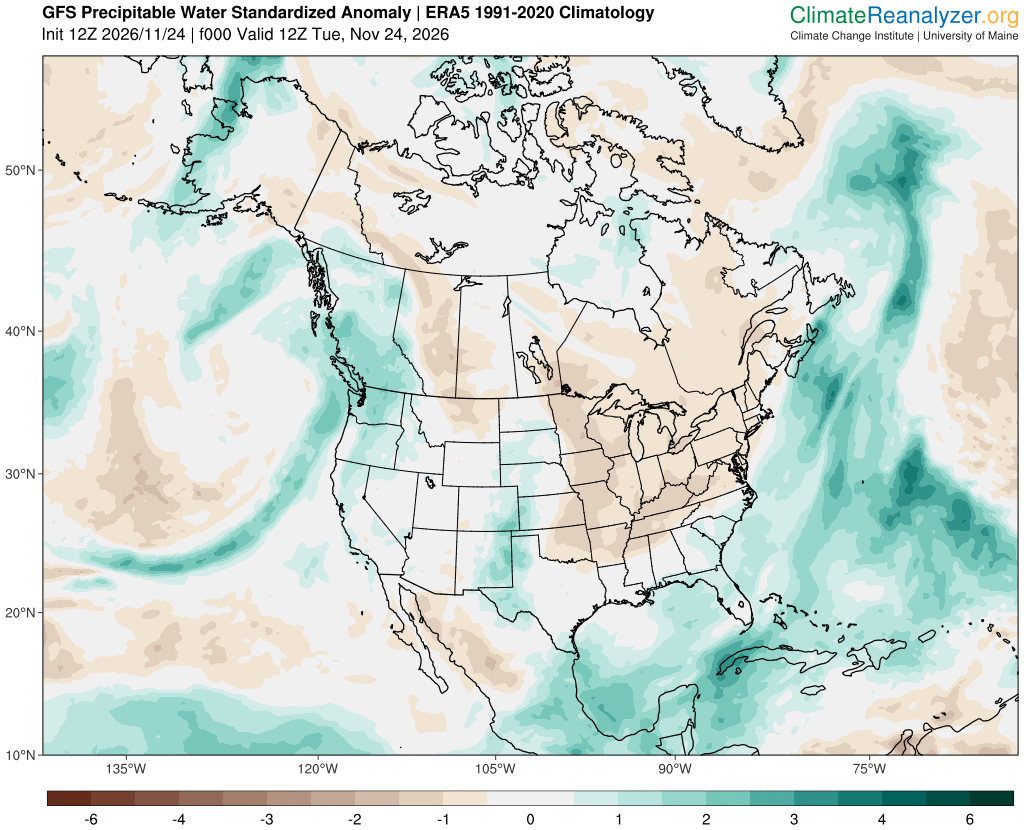 GFS Precipitable Water Standardized Anomaly | ERA5 1991-2020 Climatology
Init 12Z 2026/11/24 | f000 Valid 12Z Tue, Nov 24, 2026
ClimateReanalyzer.org
Climate Change Institute | University of Maine
50°N
40°N
30°N
20°N
10°N
135°W 120°W 105°W 90°W 75°W
-6 -4 -3 -2 -1 0 1 2 3 4 6